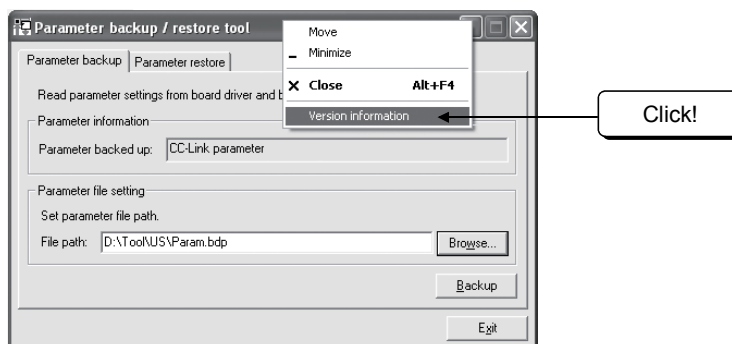 Parameter backup / restore tool
Move
Minimize
Close Alt+F4
Version information
Click!
Parameter backup
Parameter restore
Read parameter settings from board driver and
Parameter information
Parameter backed up: CC-Link parameter
Parameter file setting
Set parameter file path.
File path: D:\Tool\US\Param.bdp
Browse...
Backup
Exit